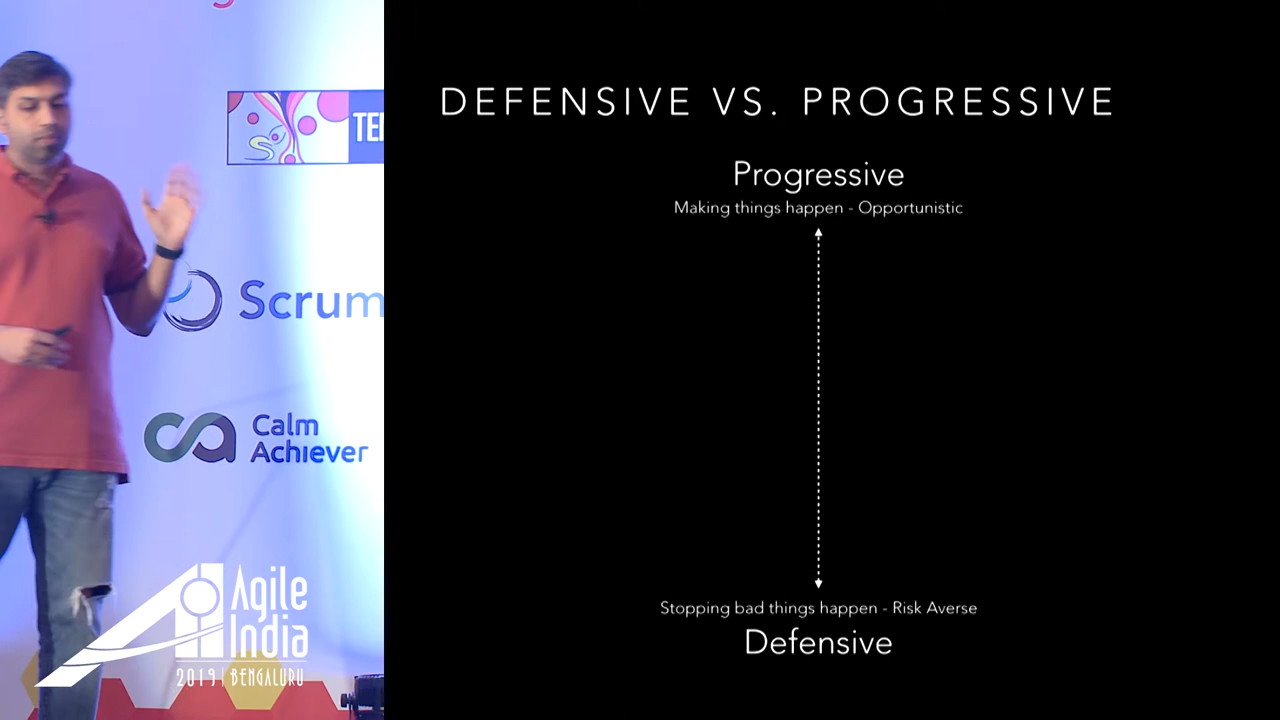 TE
Scrum
Calm
Achiever
Agile
India
2019 | BENGALURU
DEFENSIVE VS. PROGRESSIVE
Progressive
Making things happen - Opportunistic
Stopping bad things happen - Risk Averse
Defensive